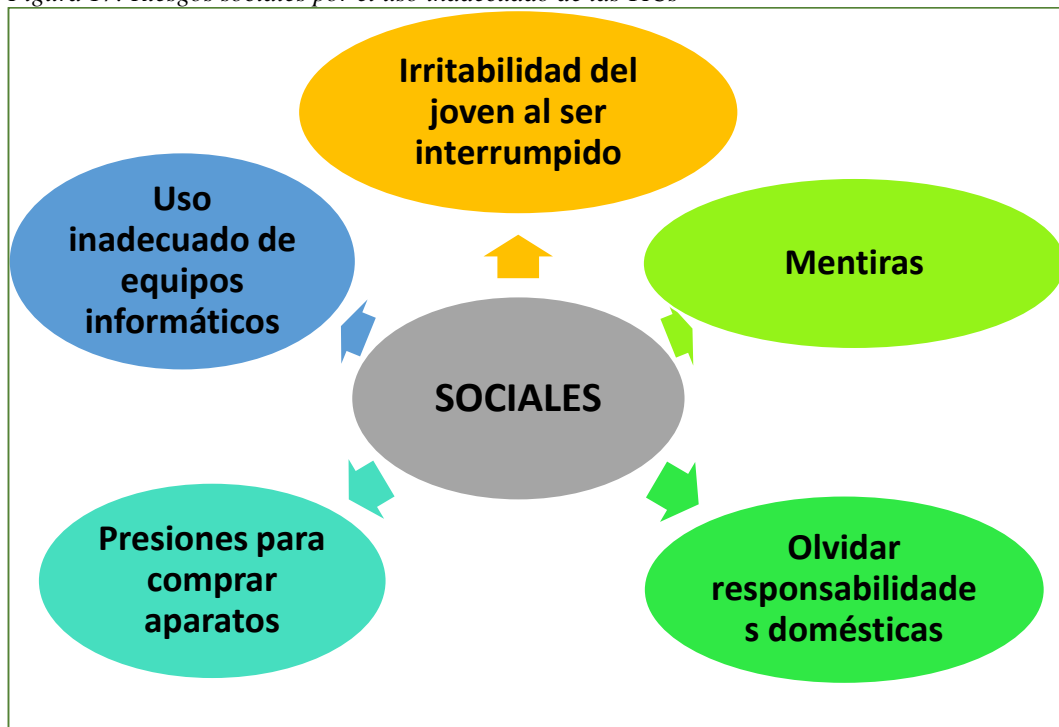 Irritabilidad del
joven al ser
interrumpido
Uso
inadecuado de
equipos
informáticos
Mentiras
SOCIALES
Presiones para
comprar
aparatos
Olvidar
responsabilidade
s domésticas